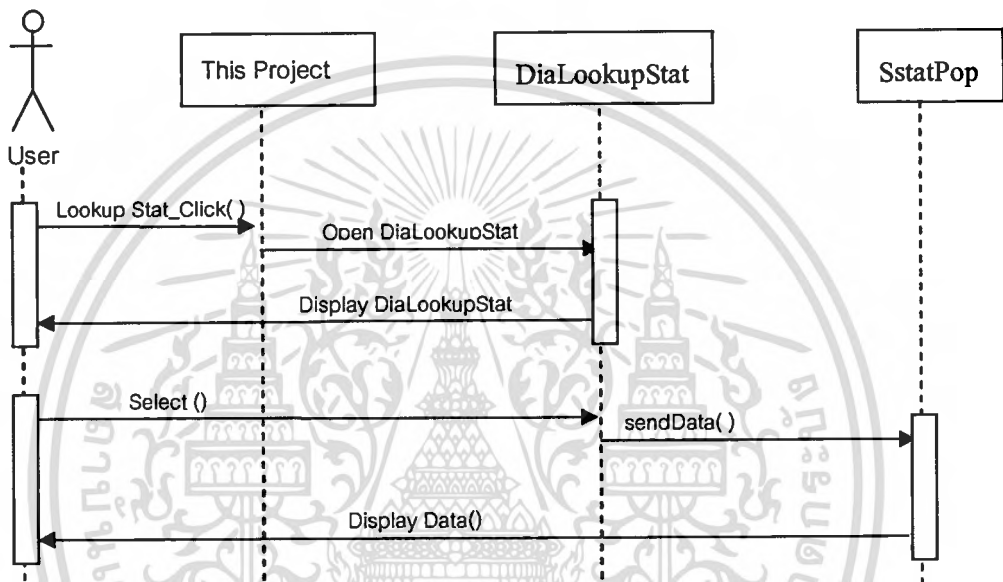 This Project
DiaLookupStat
SstatPop
User
Lookup Stat_Click( )
Open DiaLookupStat
Display DiaLookupStat
Select ()
sendData( )
Display Data()